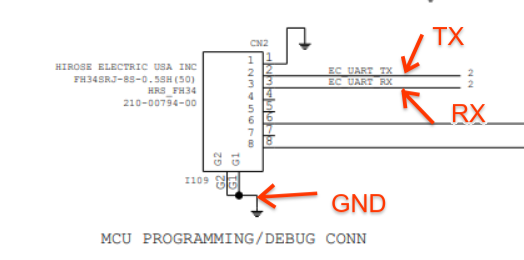 TX
CN2
1 1
HIROSE ELECTRIC USA INC
2 2 EC_UART_TX 2
FH34SRJ-8S-0.5SH(50)
3 3 EC_UART_RX 2
HRS_FH34
4 4
210-00794-00
5 5
RX
6 6
7 7
8 8
G2 G1
I109
G2 G1
GND
MCU PROGRAMMING/DEBUG CONN